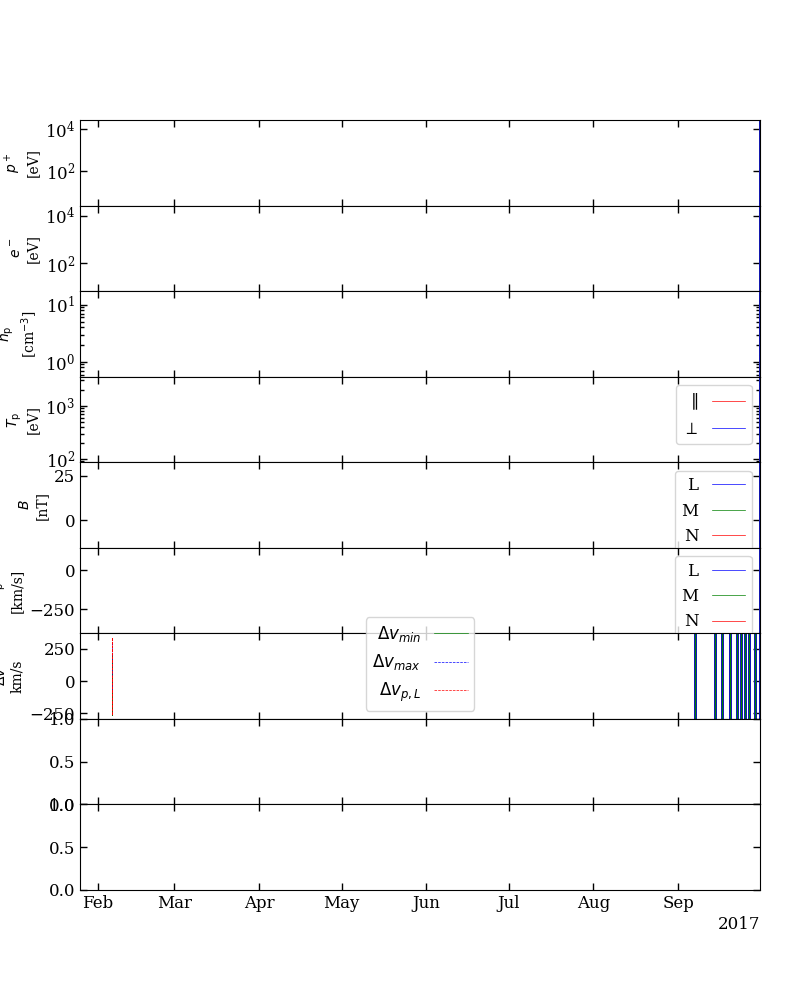 10⁴
p⁺
[eV]
10²
10⁴
e⁻
[eV]
10²
10¹
nₚ
[cm⁻³]
10⁰
10³
Tₚ
[eV]
10²
∥
⊥
25
B
[nT]
0
L
M
N
0
[km/s]
−250
L
M
N
250
km/s
0
−250
Δv_min
Δv_max
Δv_p,L
1.0
0.5
0.0
1.0
0.5
0.0
Feb Mar Apr May Jun Jul Aug Sep
2017